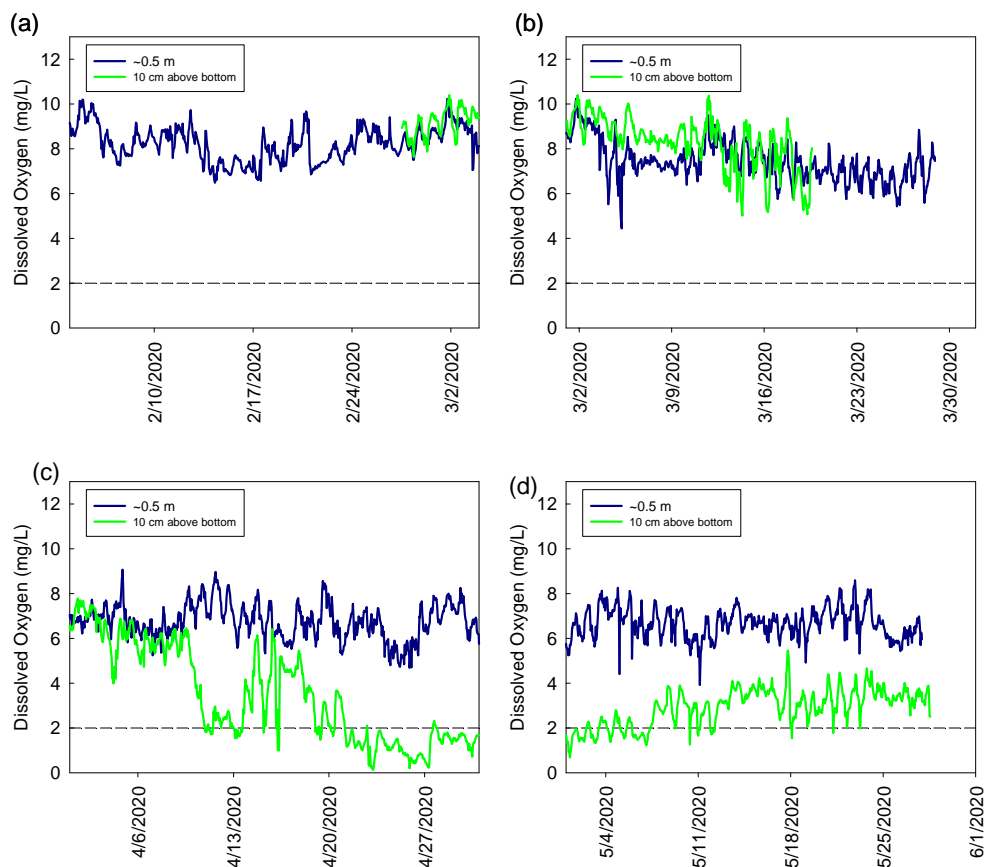 (a)
~0.5 m
10 cm above bottom
Dissolved Oxygen (mg/L)
12
10
8
6
4
2
0
2/10/2020
2/17/2020
2/24/2020
3/2/2020
(b)
~0.5 m
10 cm above bottom
Dissolved Oxygen (mg/L)
12
10
8
6
4
2
0
3/2/2020
3/9/2020
3/16/2020
3/23/2020
3/30/2020
(c)
~0.5 m
10 cm above bottom
Dissolved Oxygen (mg/L)
12
10
8
6
4
2
0
4/6/2020
4/13/2020
4/20/2020
4/27/2020
(d)
~0.5 m
10 cm above bottom
Dissolved Oxygen (mg/L)
12
10
8
6
4
2
0
5/4/2020
5/11/2020
5/18/2020
5/25/2020
6/1/2020